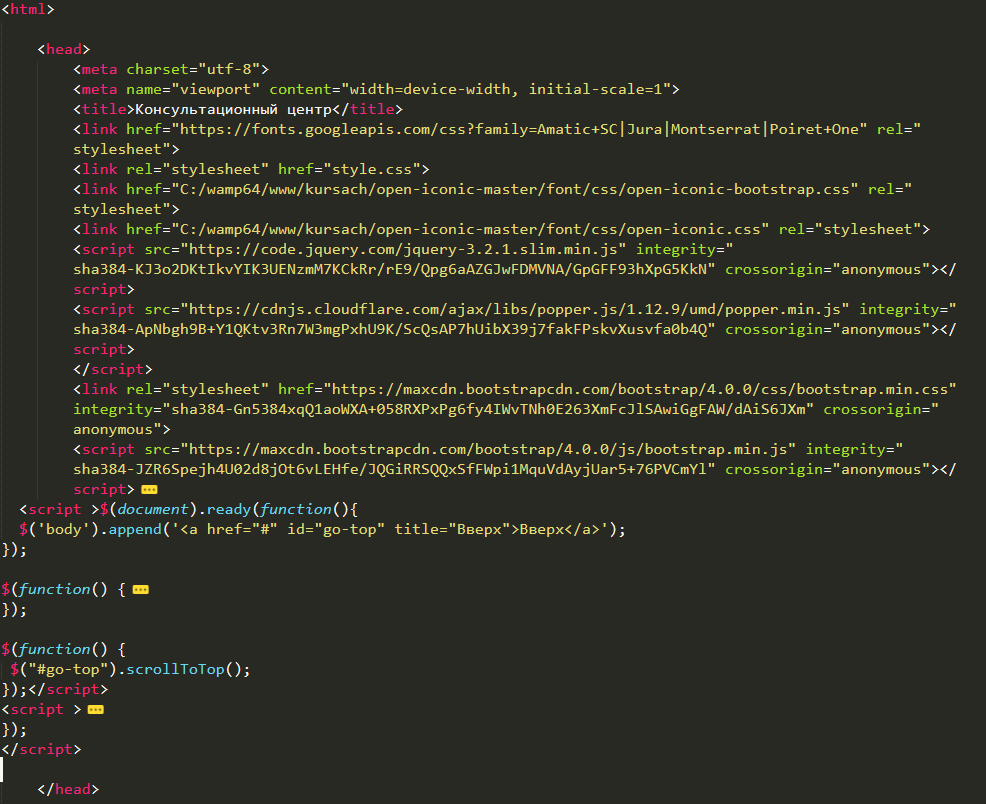 <html>
<head>
<meta charset="utf-8">
<meta name="viewport" content="width=device-width, initial-scale=1">
<title>Консультационный центр</title>
<link href="https://fonts.googleapis.com/css?family=Amatic+SC|Jura|Montserrat|Poiret+One" rel="
stylesheet">
<link rel="stylesheet" href="style.css">
<link href="C:/wamp64/www/kursach/open-iconic-master/font/css/open-iconic-bootstrap.css" rel="
stylesheet">
<link href="C:/wamp64/www/kursach/open-iconic-master/font/css/open-iconic.css" rel="stylesheet">
<script src="https://code.jquery.com/jquery-3.2.1.slim.min.js" integrity="
sha384-KJ3o2DKtIkvYIK3UENzmM7KCkRr/rE9/Qpg6aAZGJwFDMVNA/GpGFF93hXpG5KkN" crossorigin="anonymous"></
script>
<script src="https://cdnjs.cloudflare.com/ajax/libs/popper.js/1.12.9/umd/popper.min.js" integrity="
sha384-ApNbgh9B+Y1QKtv3Rn7W3mgPxhU9K/ScQsAP7hUibX39j7fakFPskvXusvfa0b4Q" crossorigin="anonymous"></
script>
</script>
<link rel="stylesheet" href="https://maxcdn.bootstrapcdn.com/bootstrap/4.0.0/css/bootstrap.min.css"
integrity="sha384-Gn5384xqQ1aoWXA+058RXPxPg6fy4IWvTNh0E263XmFcJlSAwiGgFAW/dAiS6JXm" crossorigin="
anonymous">
<script src="https://maxcdn.bootstrapcdn.com/bootstrap/4.0.0/js/bootstrap.min.js" integrity="
sha384-JZR6Spejh4U02d8jOt6vLEHfe/JQGiRRSQQxSfFWpi1MquVdAyjUar5+76PVCmYl" crossorigin="anonymous"></
script>
<script >$(document).ready(function(){
$('body').append('<a href="#" id="go-top" title="Вверх">Вверх</a>');
});
$(function() {
});
$(function() {
$("#go-top").scrollToTop();
});</script>
<script >
});
</script>
</head>